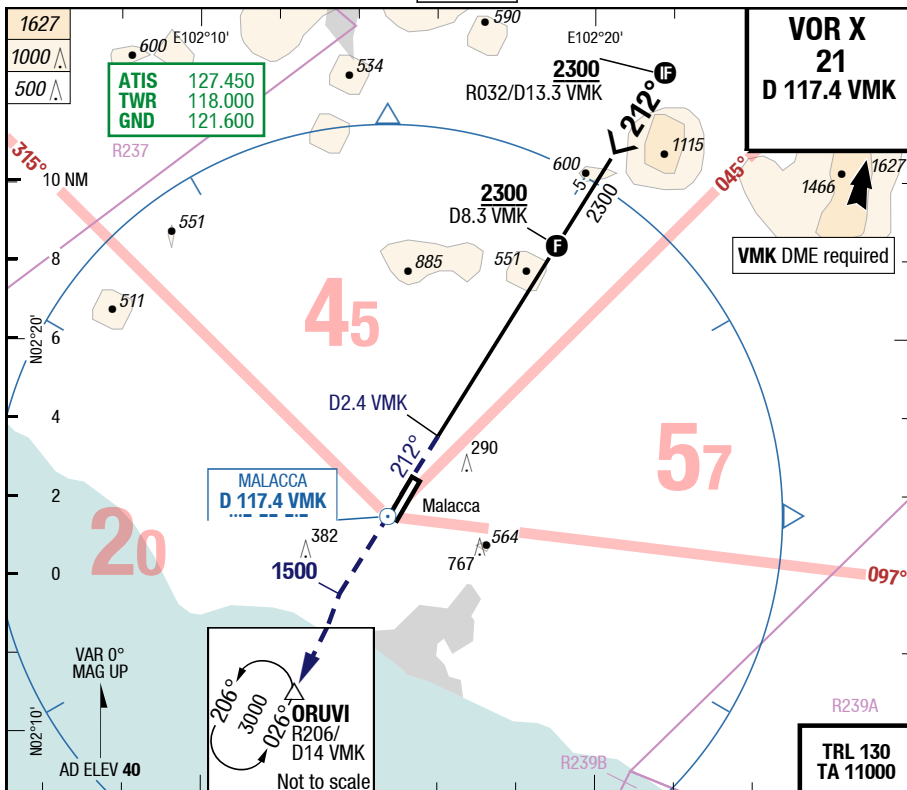 1627
1000
500
E102°10'
600
ATIS 127.450
TWR 118.000
GND 121.600
534
590
E102°20'
2300
R032/D13.3 VMK
IF
212°
VOR X
21
D 117.4 VMK
R237
315°
10 NM
1115
600
-5-
2300
045°
1466
1627
2300
D8.3 VMK
F
VMK DME required
551
8
885
551
511
45
N02°20'
6
4
D2.4 VMK
212°
290
57
MALACCA
D 117.4 VMK
2
Malacca
20
382
564
767
0
1500
097°
VAR 0°
MAG UP
206°
3000
026°
ORUVI
R206/
D14 VMK
Not to scale
N02°10'
AD ELEV 40
R239A
R239B
TRL 130
TA 11000